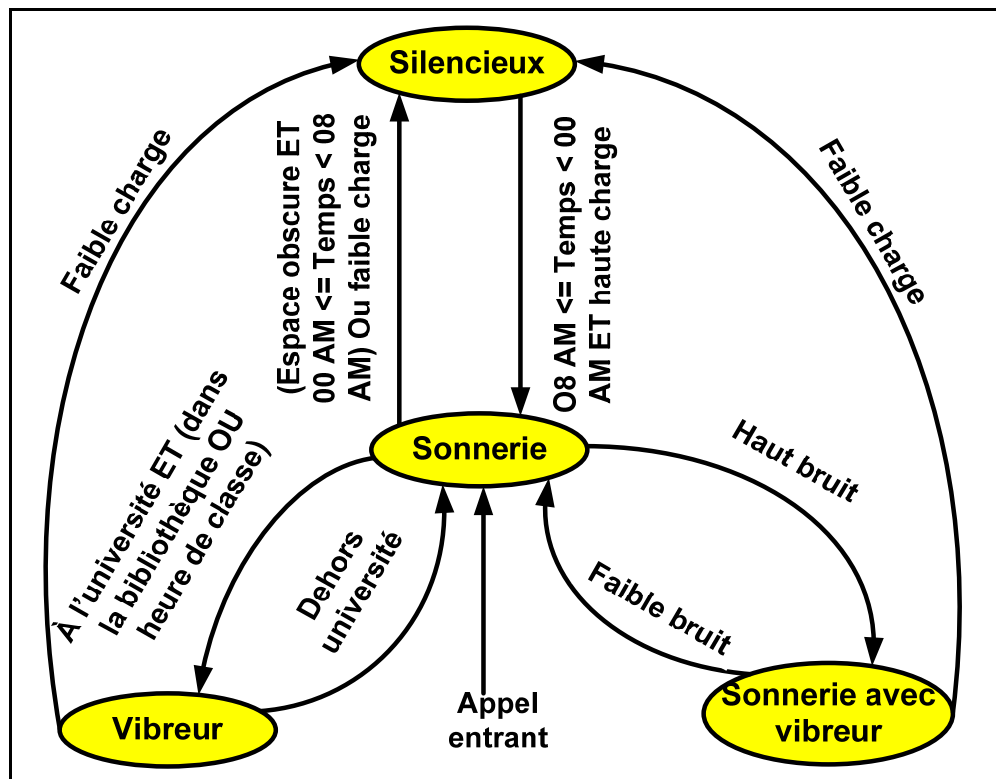 Silencieux
Faible charge
(Espace obscure ET
00 AM <= Temps < 08
AM) Ou faible charge
O8 AM <= Temps < 00
AM ET haute charge
Faible charge
Sonnerie
À l'université ET (dans
la bibliothèque OU
heure de classe)
Dehors
université
Haut bruit
Faible bruit
Vibreur
Appel
entrant
Sonnerie avec
vibreur